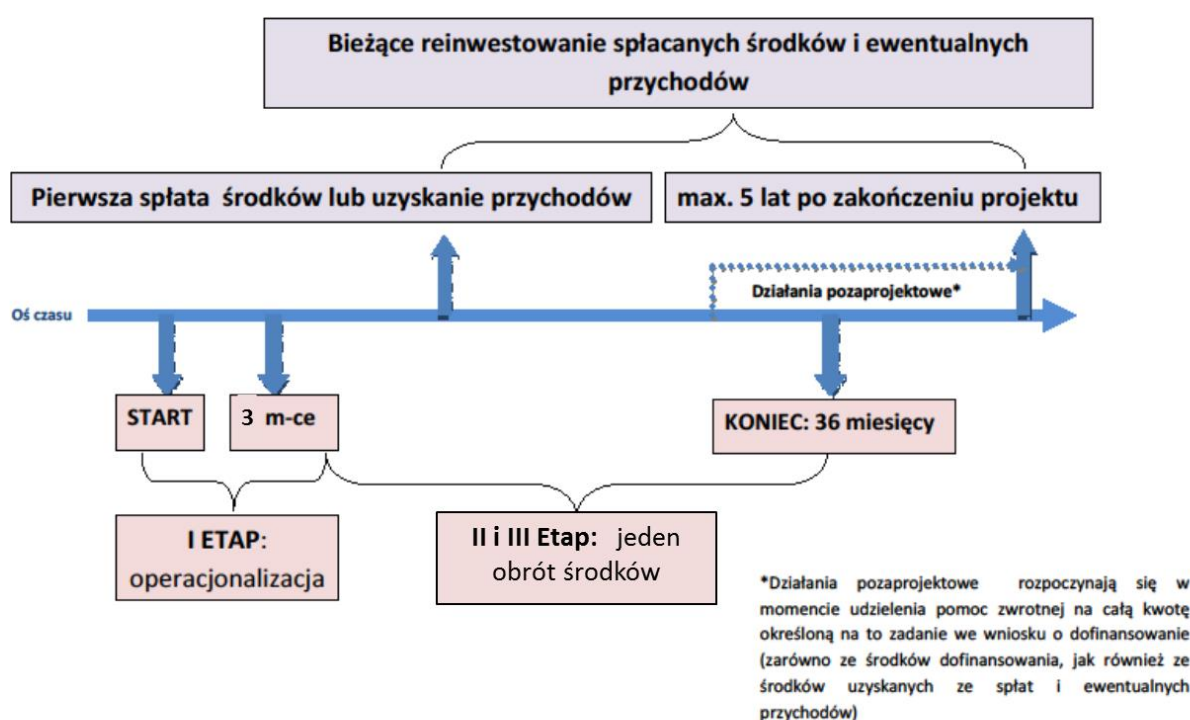 Bieżące reinwestowanie spłacanych środków i ewentualnych
przychodów
Pierwsza spłata środków lub uzyskanie przychodów
max. 5 lat po zakończeniu projektu
Działania pozaprojektowe*
Oś czasu
START
3 m-ce
KONIEC: 36 miesięcy
I ETAP:
operacjonalizacja
II i III Etap: jeden
obrót środków
*Działania pozaprojektowe rozpoczynają się w
momencie udzielenia pomoc zwrotnej na całą kwotę
określoną na to zadanie we wniosku o dofinansowanie
(zarówno ze środków dofinansowania, jak również ze
środków uzyskanych ze spłat i ewentualnych
przychodów)